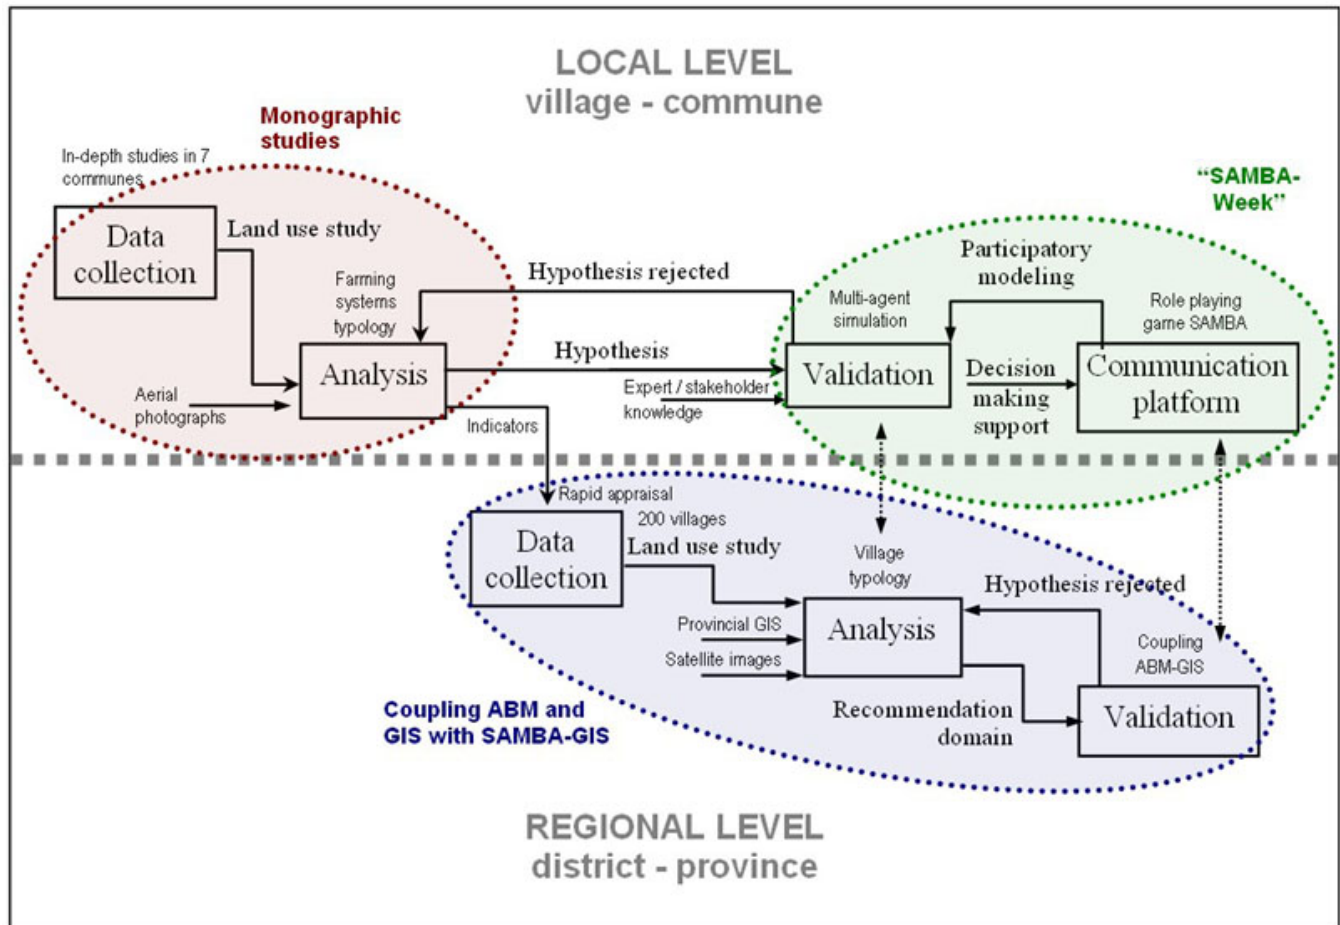 LOCAL LEVEL
village - commune
Monographic
studies
In-depth studies in 7
communes
Data
collection
Land use study
Farming
systems
typology
Analysis
Aerial
photographs
Hypothesis rejected
Hypothesis
Expert / stakeholder
knowledge
Indicators
“SAMBA-
Week”
Participatory
modeling
Multi-agent
simulation
Role playing
game SAMBA
Validation
Decision
making
support
Communication
platform
Rapid appraisal
200 villages
Data
collection
Land use study
Village
typology
Provincial GIS
Satellite images
Analysis
Hypothesis rejected
Coupling
ABM-GIS
Recommendation
domain
Validation
Coupling ABM and
GIS with SAMBA-GIS
REGIONAL LEVEL
district - province